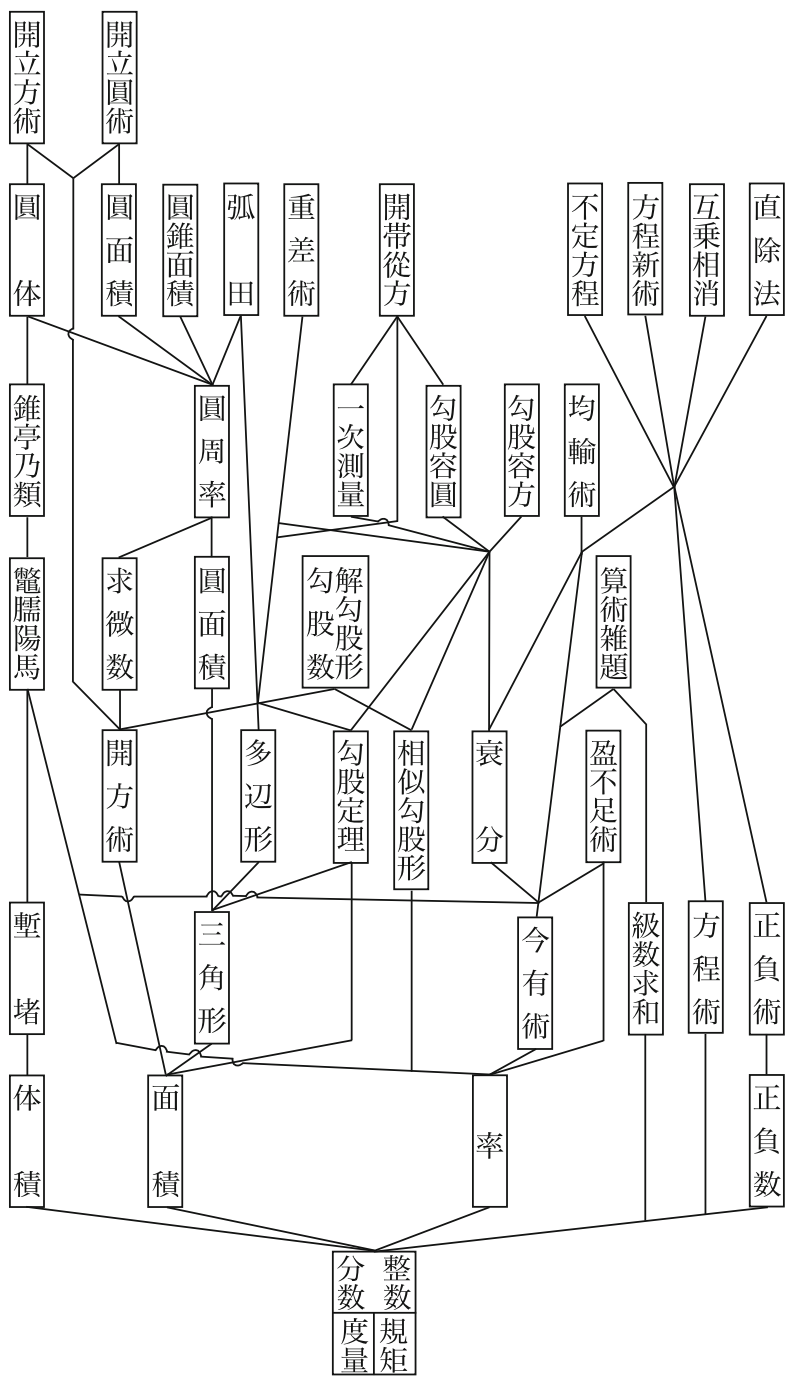 開立方術
開立圓術
圓体
圓面積
圓錐面積
弧田
重差術
開帯從方
不定方程
方程新術
互乗相消
直除法
錐亭乃類
圓周率
一次測量
勾股容圓
勾股容方
均輸術
鼈臑陽馬
求微数
圓面積
解勾股形
勾股数
算術雑題
開方術
多辺形
勾股定理
相似勾股形
衰分
盈不足術
塹堵
三角形
今有術
級数求和
方程術
正負術
体積
面積
率
正負数
整数
分数
規矩
度量